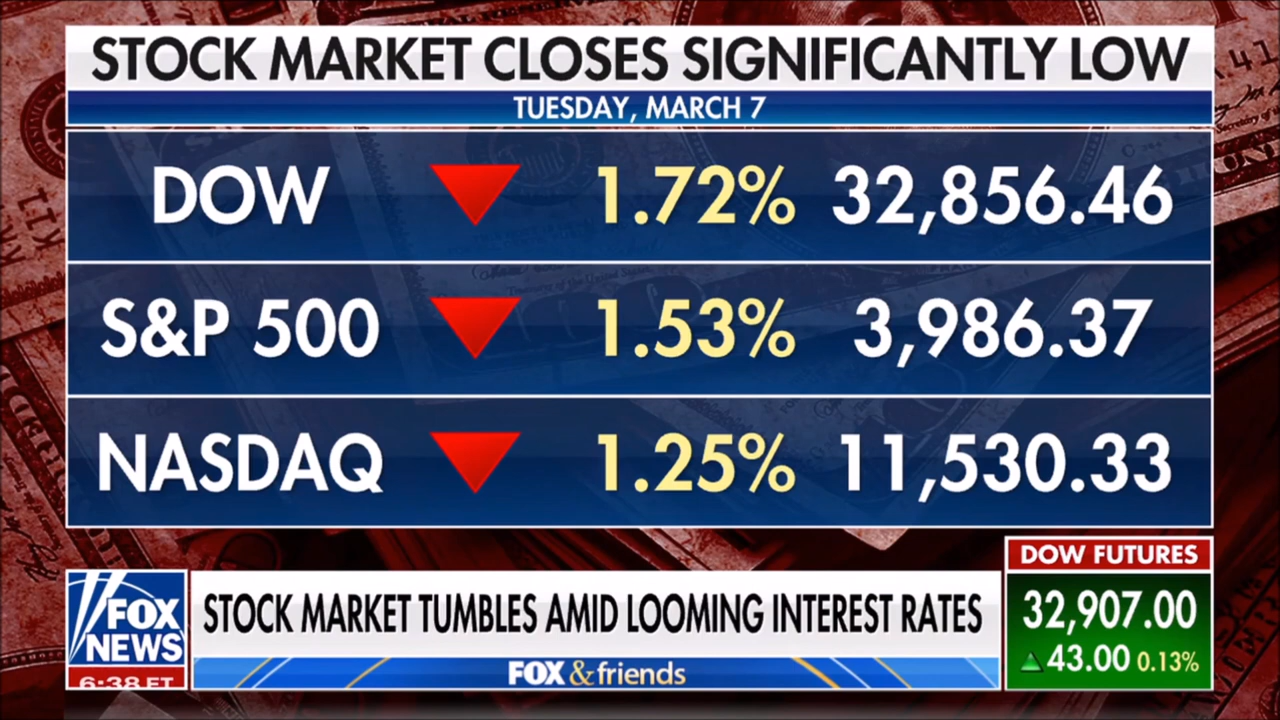 STOCK MARKET CLOSES SIGNIFICANTLY LOW
TUESDAY, MARCH 7
DOW 1.72% 32,856.46
S&P 500 1.53% 3,986.37
NASDAQ 1.25% 11,530.33
DOW FUTURES
32,907.00
43.00 0.13%
FOX
NEWS
6:38 ET
STOCK MARKET TUMBLES AMID LOOMING INTEREST RATES
FOX & friends